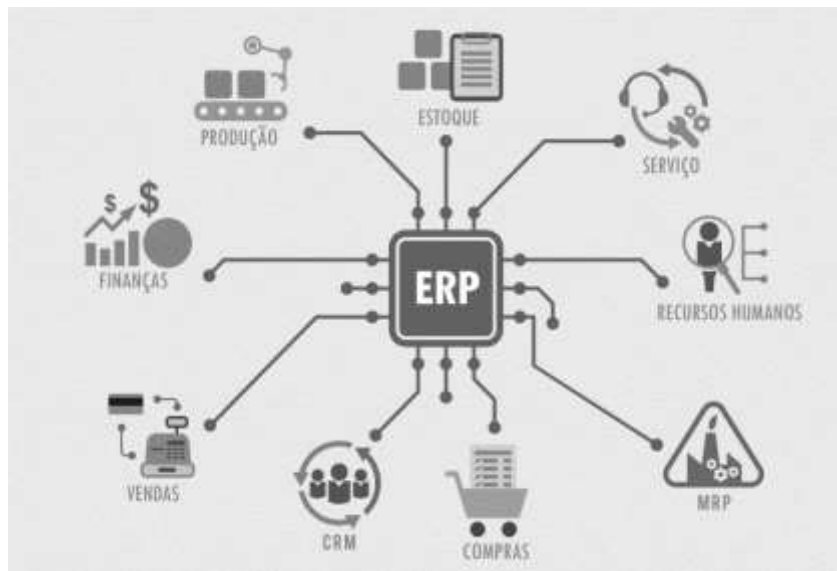 ESTOQUE
PRODUÇÃO
SERVIÇO
$ $
FINANÇAS
ERP
RECURSOS HUMANOS
VENDAS
CRM
COMPRAS
MRP